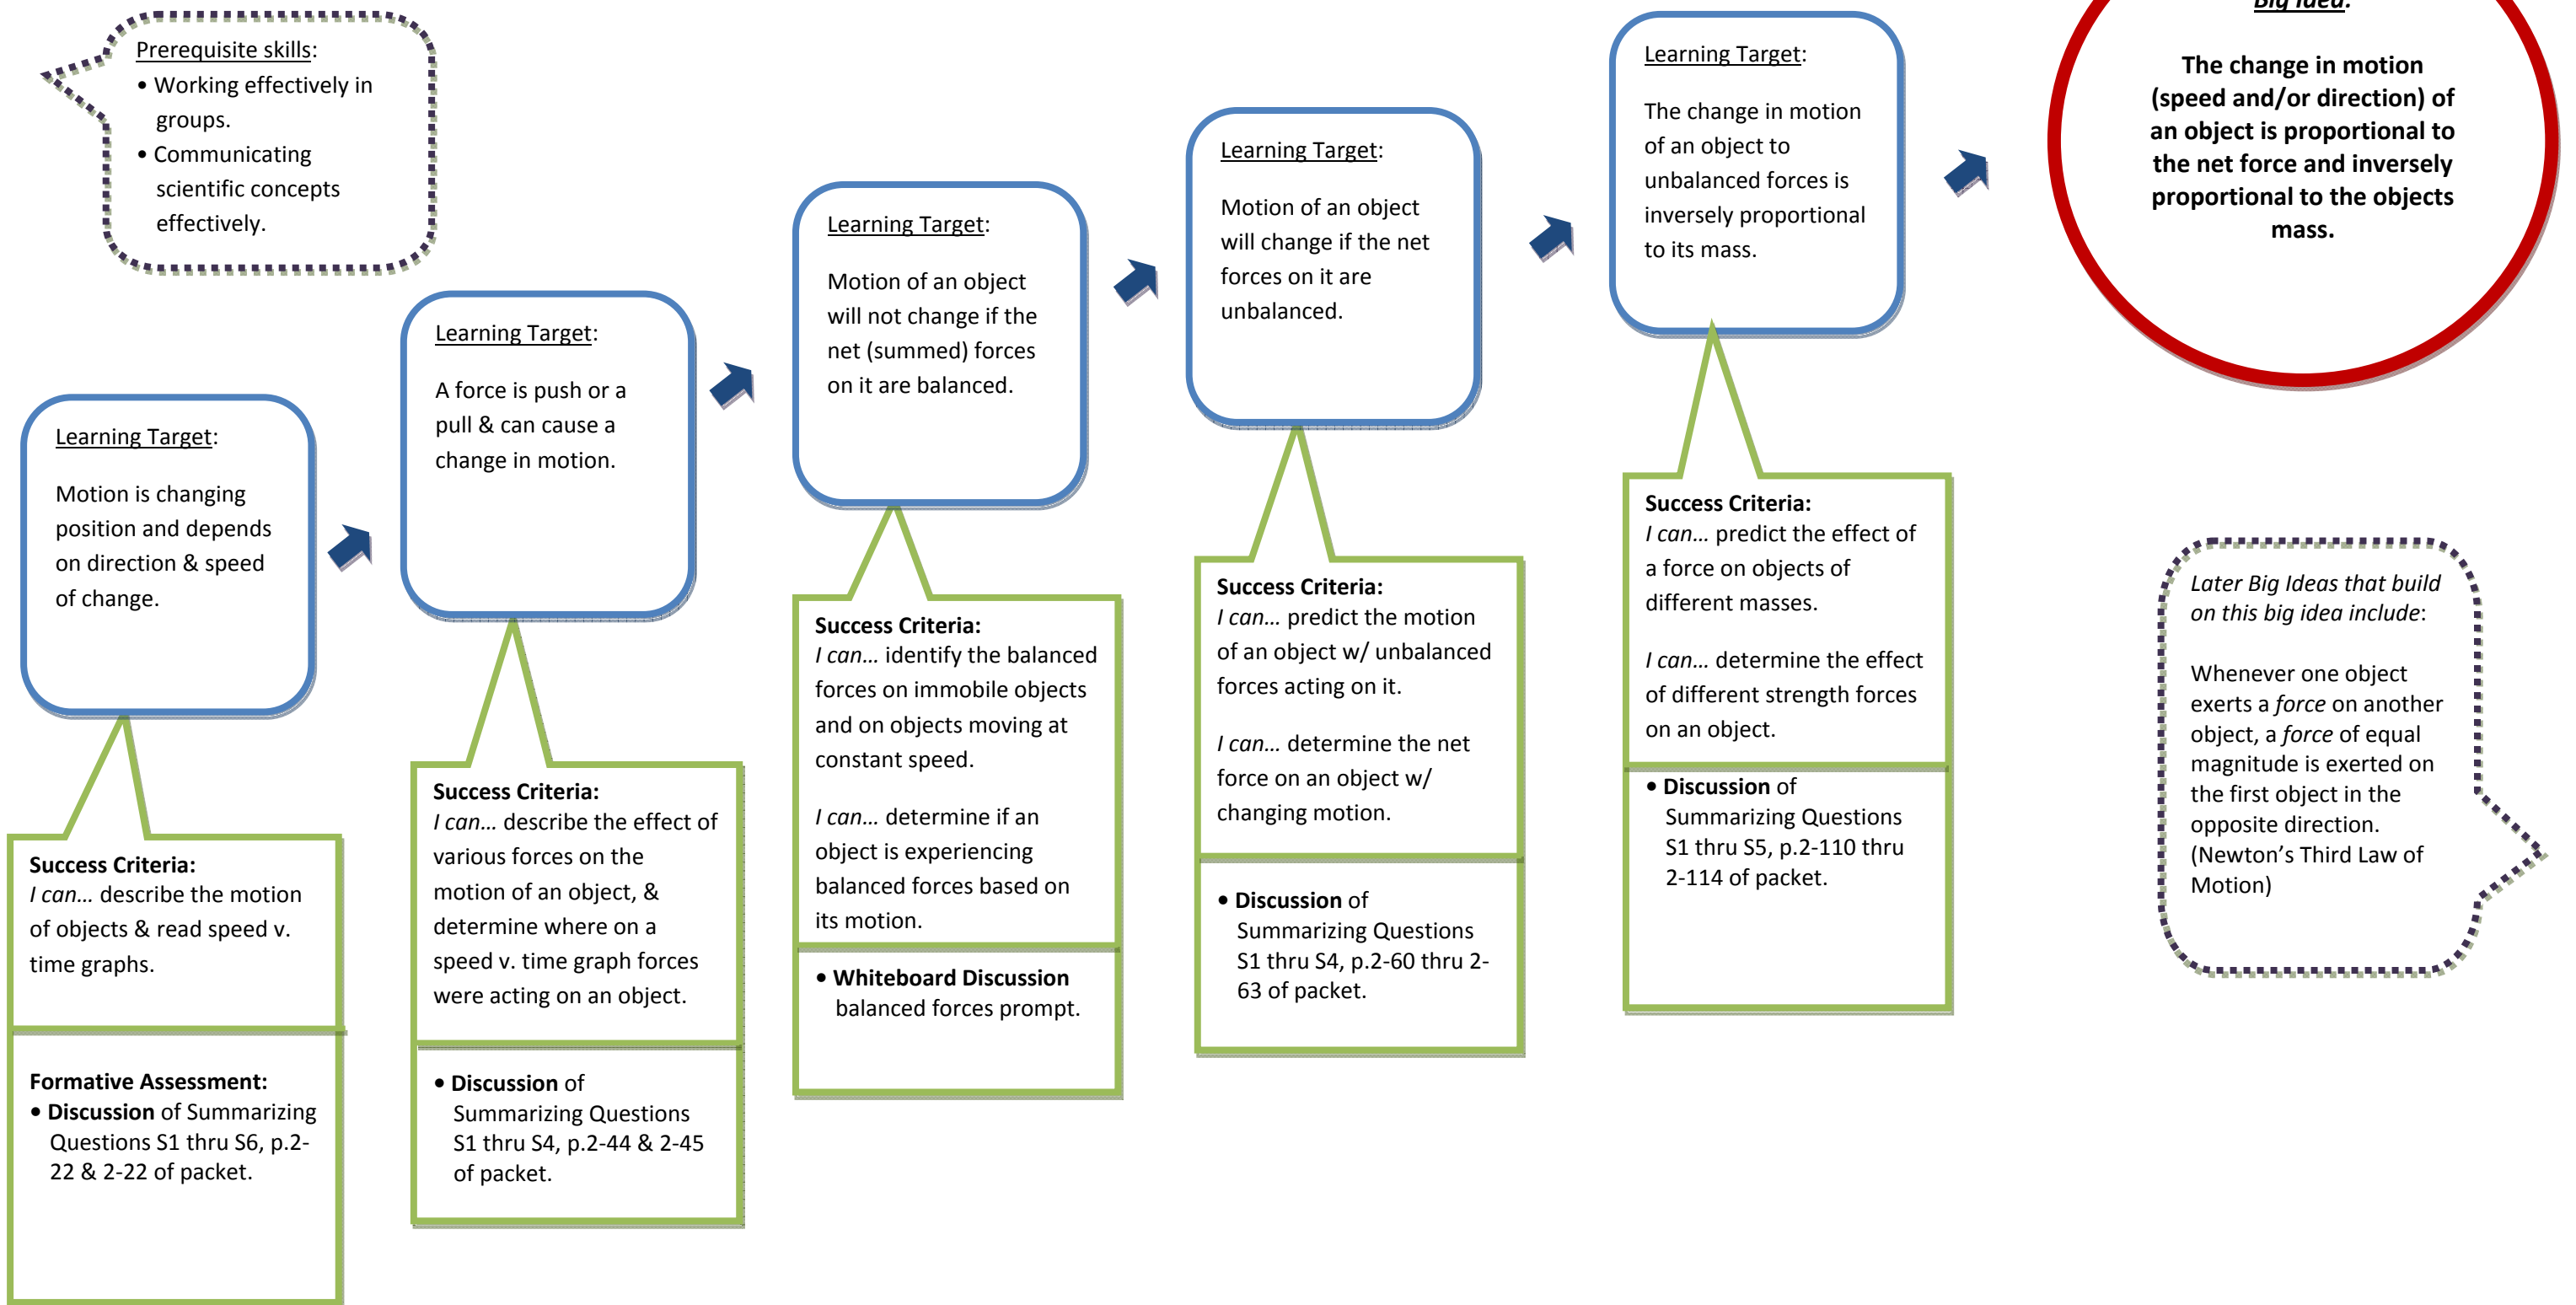 Prerequisite skills:
• Working effectively in
groups.
• Communicating
scientific concepts
effectively.
Learning Target:
Motion is changing
position and depends
on direction & speed
of change.
Success Criteria:
I can… describe the motion
of objects & read speed v.
time graphs.
Formative Assessment:
• Discussion of Summarizing
Questions S1 thru S6, p.2-
22 & 2-22 of packet.
Learning Target:
A force is push or a
pull & can cause a
change in motion.
Success Criteria:
I can… describe the effect of
various forces on the
motion of an object, &
determine where on a
speed v. time graph forces
were acting on an object.
• Discussion of
Summarizing Questions
S1 thru S4, p.2-44 & 2-45
of packet.
Learning Target:
Motion of an object
will not change if the
net (summed) forces
on it are balanced.
Success Criteria:
I can… identify the balanced
forces on immobile objects
and on objects moving at
constant speed.
I can… determine if an
object is experiencing
balanced forces based on
its motion.
• Whiteboard Discussion
balanced forces prompt.
Learning Target:
Motion of an object
will change if the net
forces on it are
unbalanced.
Success Criteria:
I can… predict the motion
of an object w/ unbalanced
forces acting on it.
I can… determine the net
force on an object w/
changing motion.
• Discussion of
Summarizing Questions
S1 thru S4, p.2-60 thru 2-
63 of packet.
Learning Target:
The change in motion
of an object to
unbalanced forces is
inversely proportional
to its mass.
Success Criteria:
I can… predict the effect of
a force on objects of
different masses.
I can… determine the effect
of different strength forces
on an object.
• Discussion of
Summarizing Questions
S1 thru S5, p.2-110 thru
2-114 of packet.
Big Idea:
The change in motion
(speed and/or direction) of
an object is proportional to
the net force and inversely
proportional to the objects
mass.
Later Big Ideas that build
on this big idea include:
Whenever one object
exerts a force on another
object, a force of equal
magnitude is exerted on
the first object in the
opposite direction.
(Newton’s Third Law of
Motion)